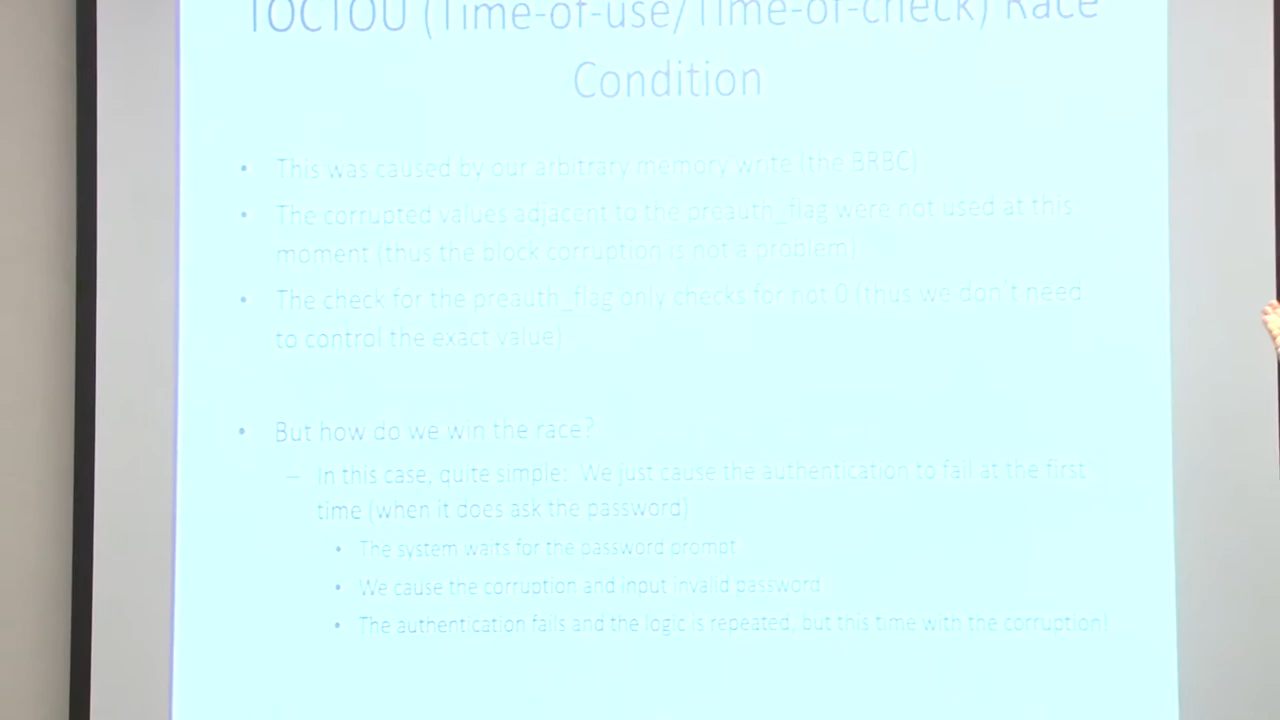 TOCTOU (Time-of-use/Time-of-check) Race
Condition
• This was caused by our arbitrary memory write (the BRBC)
• The corrupted values adjacent to the preauth_flag were not used at this
moment (thus the block corruption is not a problem)
• The check for the preauth_flag only checks for not 0 (thus we don't need
to control the exact value)
• But how do we win the race?
– In this case, quite simple: We just cause the authentication to fail at the first
time (when it does ask the password)
• The system waits for the password prompt
• We cause the corruption and input invalid password
• The authentication fails and the logic is repeated, but this time with the corruption!